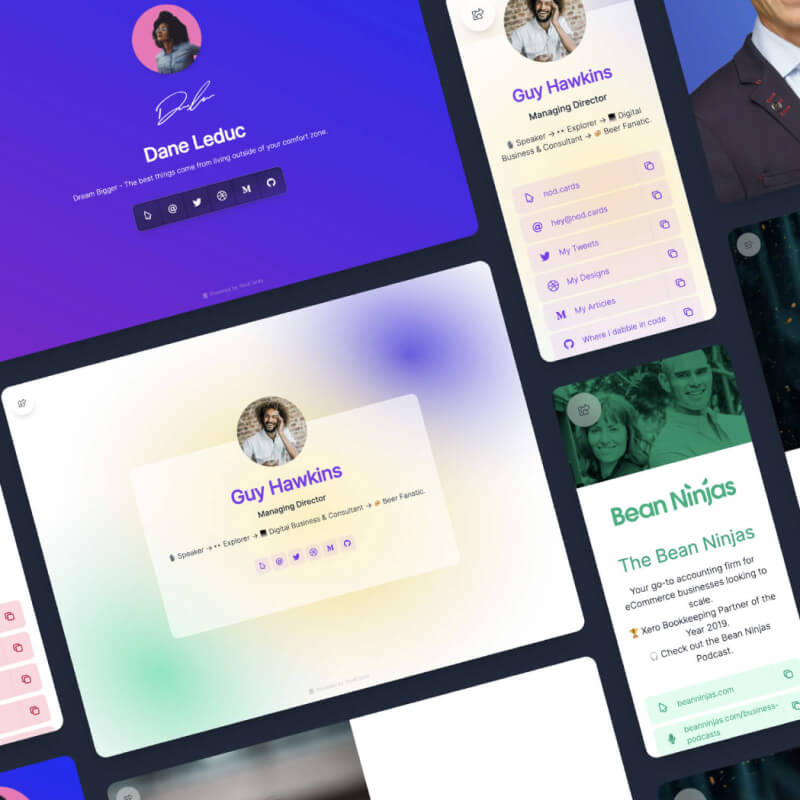 Dane Leduc
Dream Bigger - The best things come from living outside of your comfort zone.
@
M
Powered by NodCards
Guy Hawkins
Managing Director
🎙 Speaker → 👀 Explorer → 💻 Digital
Business & Consultant → 🍻 Beer Fanatic.
nod.cards
@ hey@nod.cards
My Tweets
My Designs
M My Articles
Where i dabble in code
Guy Hawkins
Managing Director
🎙 Speaker → 👀 Explorer → 💻 Digital Business & Consultant → 🍻 Beer Fanatic.
@
M
Powered by NodCards
Bean Ninjas
The Bean Ninjas
Your go-to accounting firm for
eCommerce businesses looking to
scale.
🏆 Xero Bookkeeping Partner of the
Year 2019.
🎧 Check out the Bean Ninjas
Podcast.
beanninjas.com
beanninjas.com/business-
podcasts